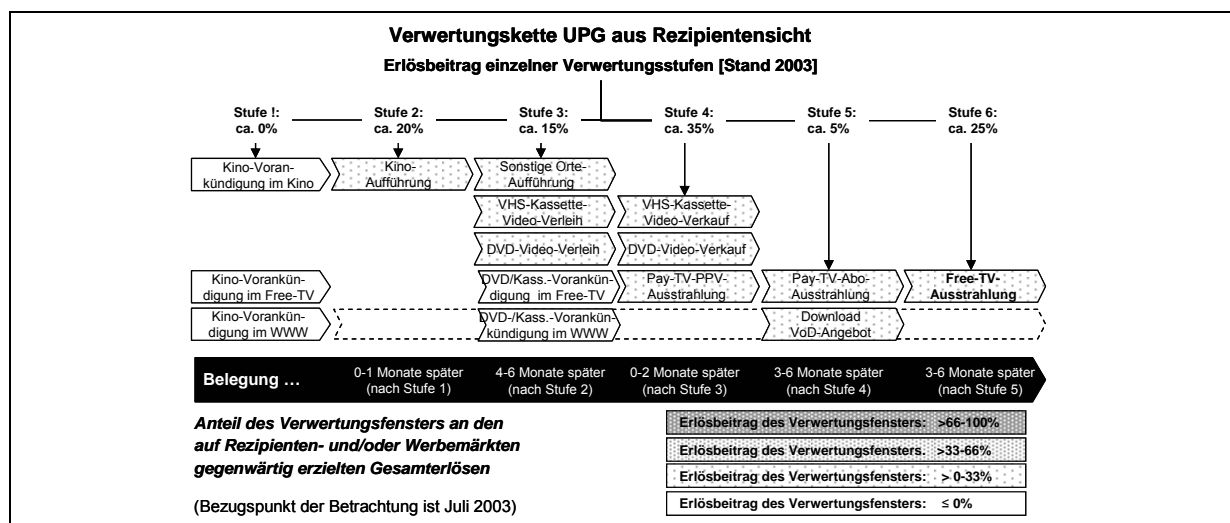 Verwertungskette UPG aus Rezipientensicht
Erlösbeitrag einzelner Verwertungsstufen [Stand 2003]
Stufe !: Stufe 2: Stufe 3: Stufe 4: Stufe 5: Stufe 6:
ca. 0% ca. 20% ca. 15% ca. 35% ca. 5% ca. 25%
Kino-Voran- Kino- Sonstige Orte-
kündigung im Kino Aufführung Aufführung
VHS-Kassette- VHS-Kassette-
Video-Verleih Video-Verkauf
DVD-Video-Verleih DVD-Video-Verkauf
Kino-Vorankün- DVD/Kass.-Vorankün- Pay-TV-PPV- Pay-TV-Abo- Free-TV-
digung im Free-TV digung im Free-TV Ausstrahlung Ausstrahlung Ausstrahlung
Kino-Vorankün- DVD-/Kass.-Vorankün- Download
digung im WWW kündigung im WWW VoD-Angebot
Belegung … 0-1 Monate später 4-6 Monate später 0-2 Monate später 3-6 Monate später 3-6 Monate später
(nach Stufe 1) (nach Stufe 2) (nach Stufe 3) (nach Stufe 4) (nach Stufe 5)
Anteil des Verwertungsfensters an den
auf Rezipienten- und/oder Werbemärkten
gegenwärtig erzielten Gesamterlösen
(Bezugspunkt der Betrachtung ist Juli 2003)
Erlösbeitrag des Verwertungsfensters: >66-100%
Erlösbeitrag des Verwertungsfensters. >33-66%
Erlösbeitrag des Verwertungsfensters: > 0-33%
Erlösbeitrag des Verwertungsfensters: ≤ 0%